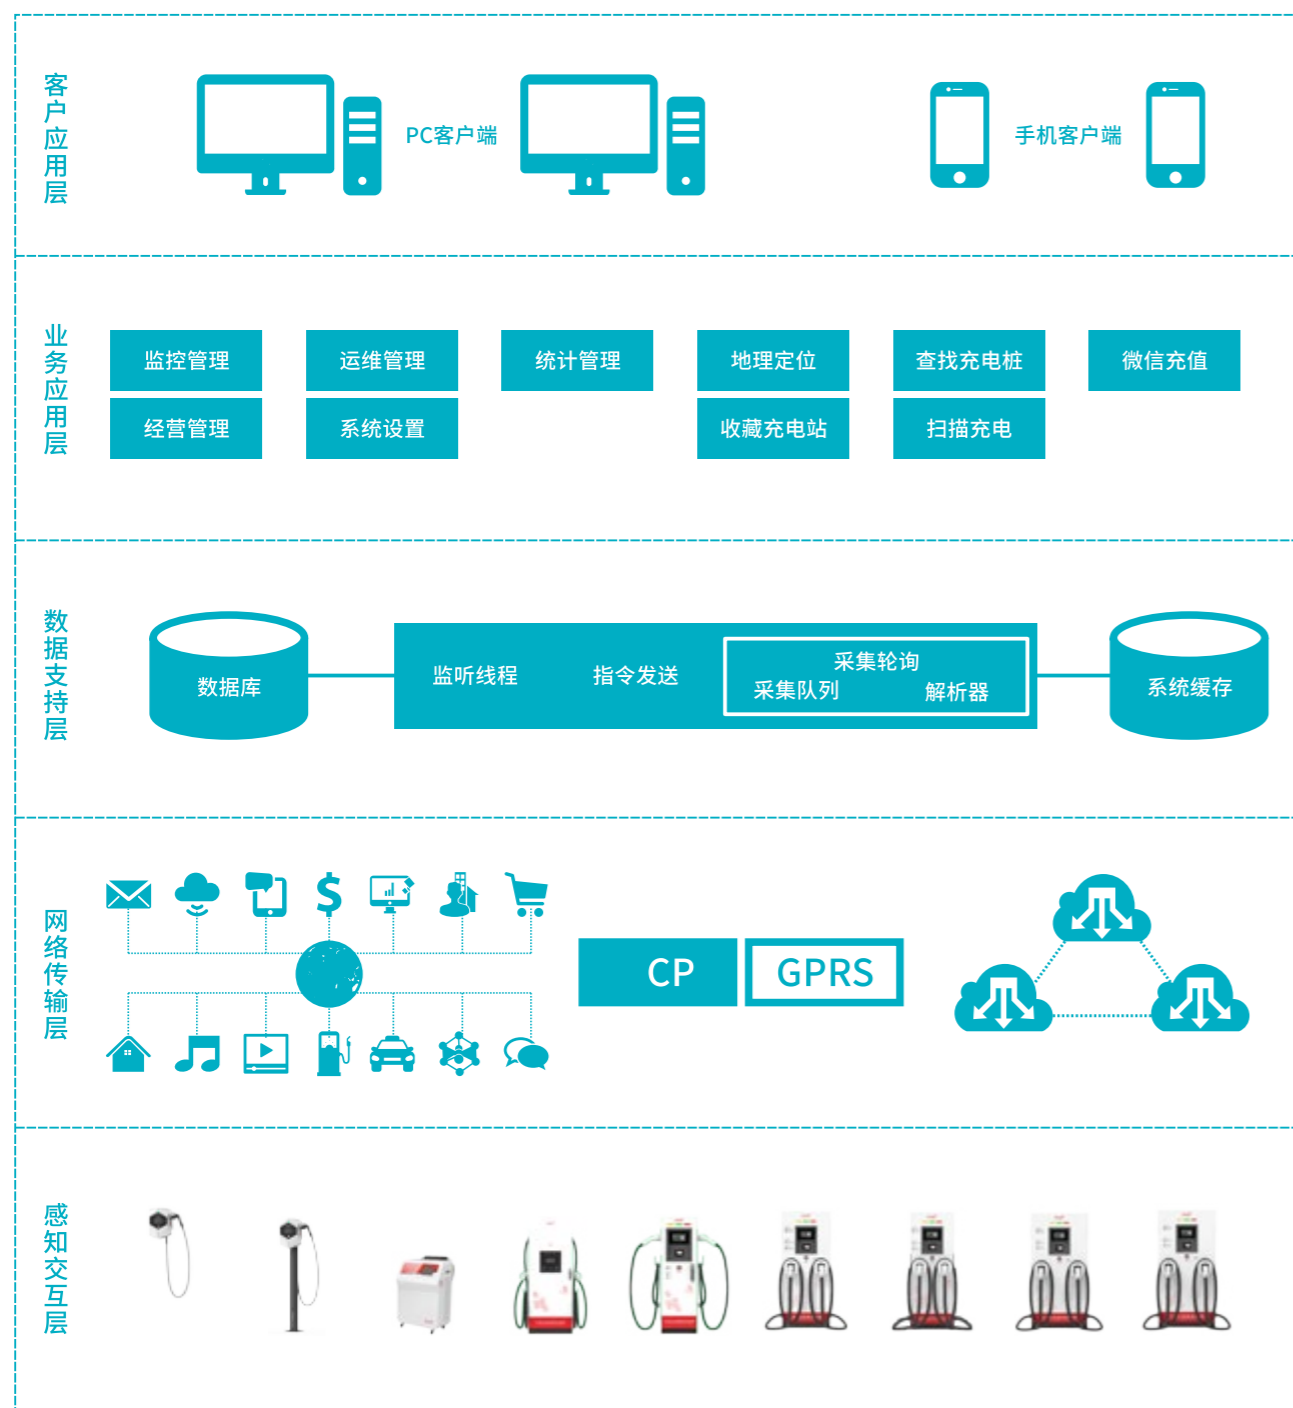 客户应用层
PC客户端
手机客户端
业务应用层
监控管理
运维管理
统计管理
地理定位
查找充电桩
微信充值
经营管理
系统设置
收藏充电站
扫描充电
数据支持层
数据库
监听线程
指令发送
采集轮询
采集队列
解析器
系统缓存
网络传输层
$
CP
GPRS
感知交互层